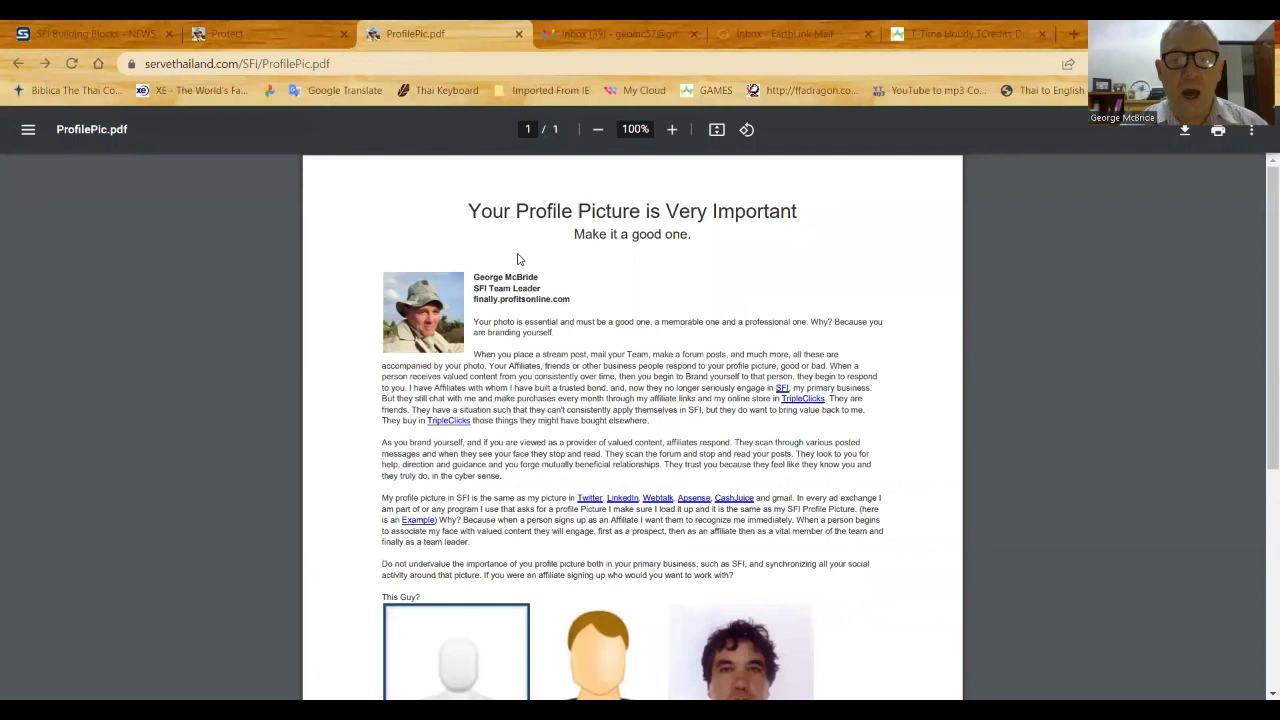 SFI Building Blocks - NEWS
Protect
ProfilePic.pdf
Inbox (39) - geomc57@gm
Inbox - EarthLink Mail
T-Time Houdy TCredits D
servethailand.com/SFI/ProfilePic.pdf
Biblica The Thai Co...
XE - The World's Fa...
Google Translate
Thai Keyboard
Imported From IE
My Cloud
GAMES
http://ffadragon.co...
YouTube to mp3 Co...
Thai to English
George McBride
ProfilePic.pdf
1 / 1
100%
Your Profile Picture is Very Important
Make it a good one.
George McBride
SFI Team Leader
finally.profitsonline.com
Your photo is essential and must be a good one, a memorable one and a professional one. Why? Because you
are branding yourself.
When you place a stream post, mail your Team, make a forum posts, and much more, all these are
accompanied by your photo. Your Affiliates, friends or other business people respond to your profile picture, good or bad. When a
person receives valued content from you consistently over time, then you begin to Brand yourself to that person, they begin to respond
to you. I have Affiliates with whom I have built a trusted bond, and, now they no longer seriously engage in SFI, my primary business.
But they still chat with me and make purchases every month through my affiliate links and my online store in TripleClicks. They are
friends. They have a situation such that they can't consistently apply themselves in SFI, but they do want to bring value back to me.
They buy in TripleClicks those things they might have bought elsewhere.
As you brand yourself, and if you are viewed as a provider of valued content, affiliates respond. They scan through various posted
messages and when they see your face they stop and read. They scan the forum and stop and read your posts. They look to you for
help, direction and guidance and you forge mutually beneficial relationships. They trust you because they feel like they know you and
they truly do, in the cyber sense.
My profile picture in SFI is the same as my picture in Twitter, LinkedIn, Webtalk, Apsense, CashJuice and gmail. In every ad exchange I
am part of or any program I use that asks for a profile Picture I make sure I load it up and it is the same as my SFI Profile Picture. (here
is an Example) Why? Because when a person signs up as an Affiliate I want them to recognize me immediately. When a person begins
to associate my face with valued content they will engage, first as a prospect, then as an affiliate then as a vital member of the team and
finally as a team leader.
Do not undervalue the importance of you profile picture both in your primary business, such as SFI, and synchronizing all your social
activity around that picture. If you were an affiliate signing up who would you want to work with?
This Guy?